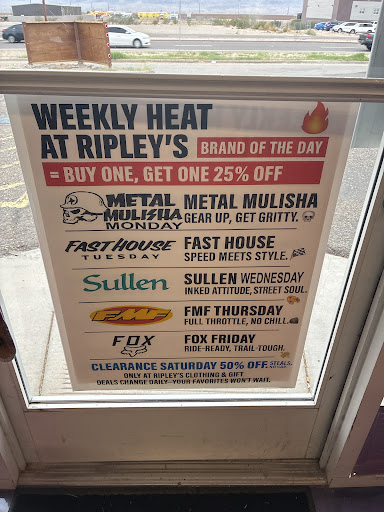 WEEKLY HEAT
AT RIPLEY'S BRAND OF THE DAY
= BUY ONE, GET ONE 25% OFF
METAL MULISHA MONDAY
METAL MULISHA
GEAR UP, GET GRITTY.
FASTHOUSE
TUESDAY
FAST HOUSE
SPEED MEETS STYLE.
Sullen
SULLEN WEDNESDAY
INKED ATTITUDE, STREET SOUL.
FMF
FMF THURSDAY
FULL THROTTLE, NO CHILL.
FOX
FOX FRIDAY
RIDE-READY, TRAIL-TOUGH.
CLEARANCE SATURDAY 50% OFF STEALS.
ONLY AT RIPLEY'S CLOTHING & GIFT
DEALS CHANGE DAILY—YOUR FAVORITES WON'T WAIT.